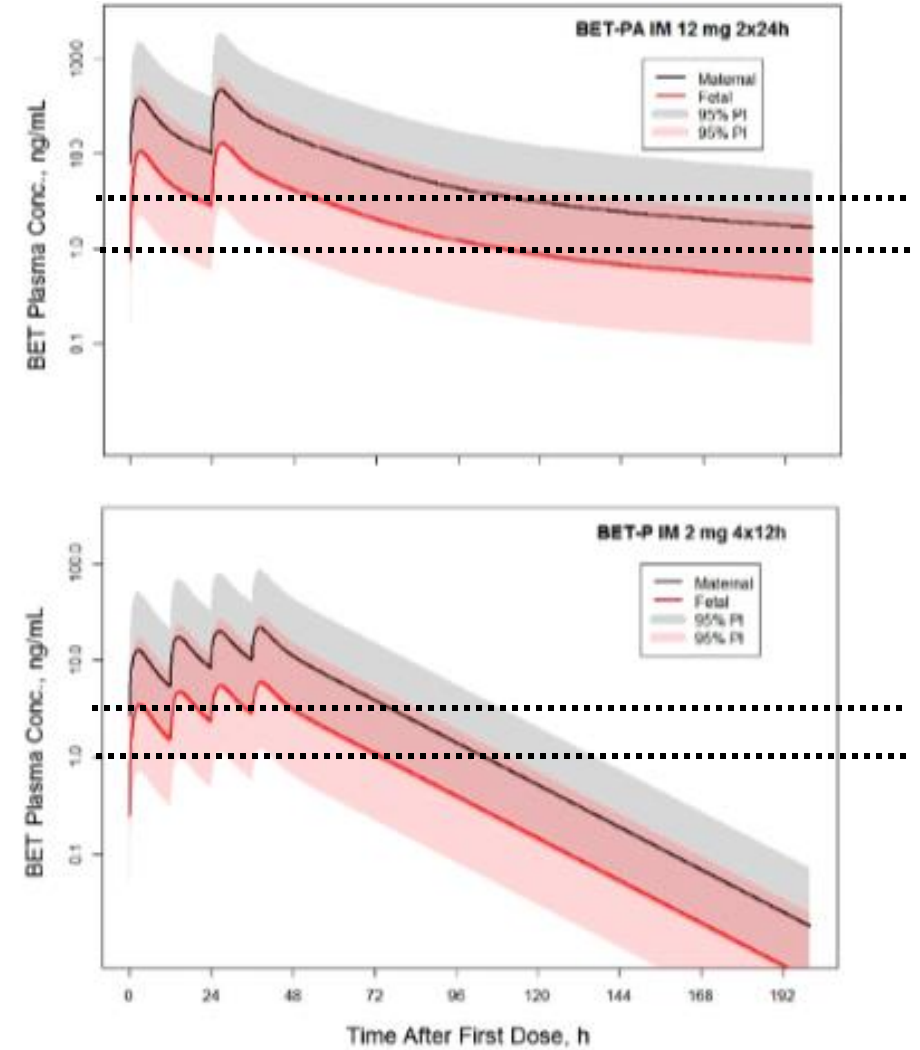 BET-PA IM 12 mg 2x24h
Maternal
Fetal
95% PI
95% PI
BET Plasma Conc., ng/mL
100.0
10.0
1.0
0.1
BET-P IM 2 mg 4x12h
Maternal
Fetal
95% PI
95% PI
BET Plasma Conc., ng/mL
100.0
10.0
1.0
0.1
0 24 48 72 96 120 144 168 192
Time After First Dose, h